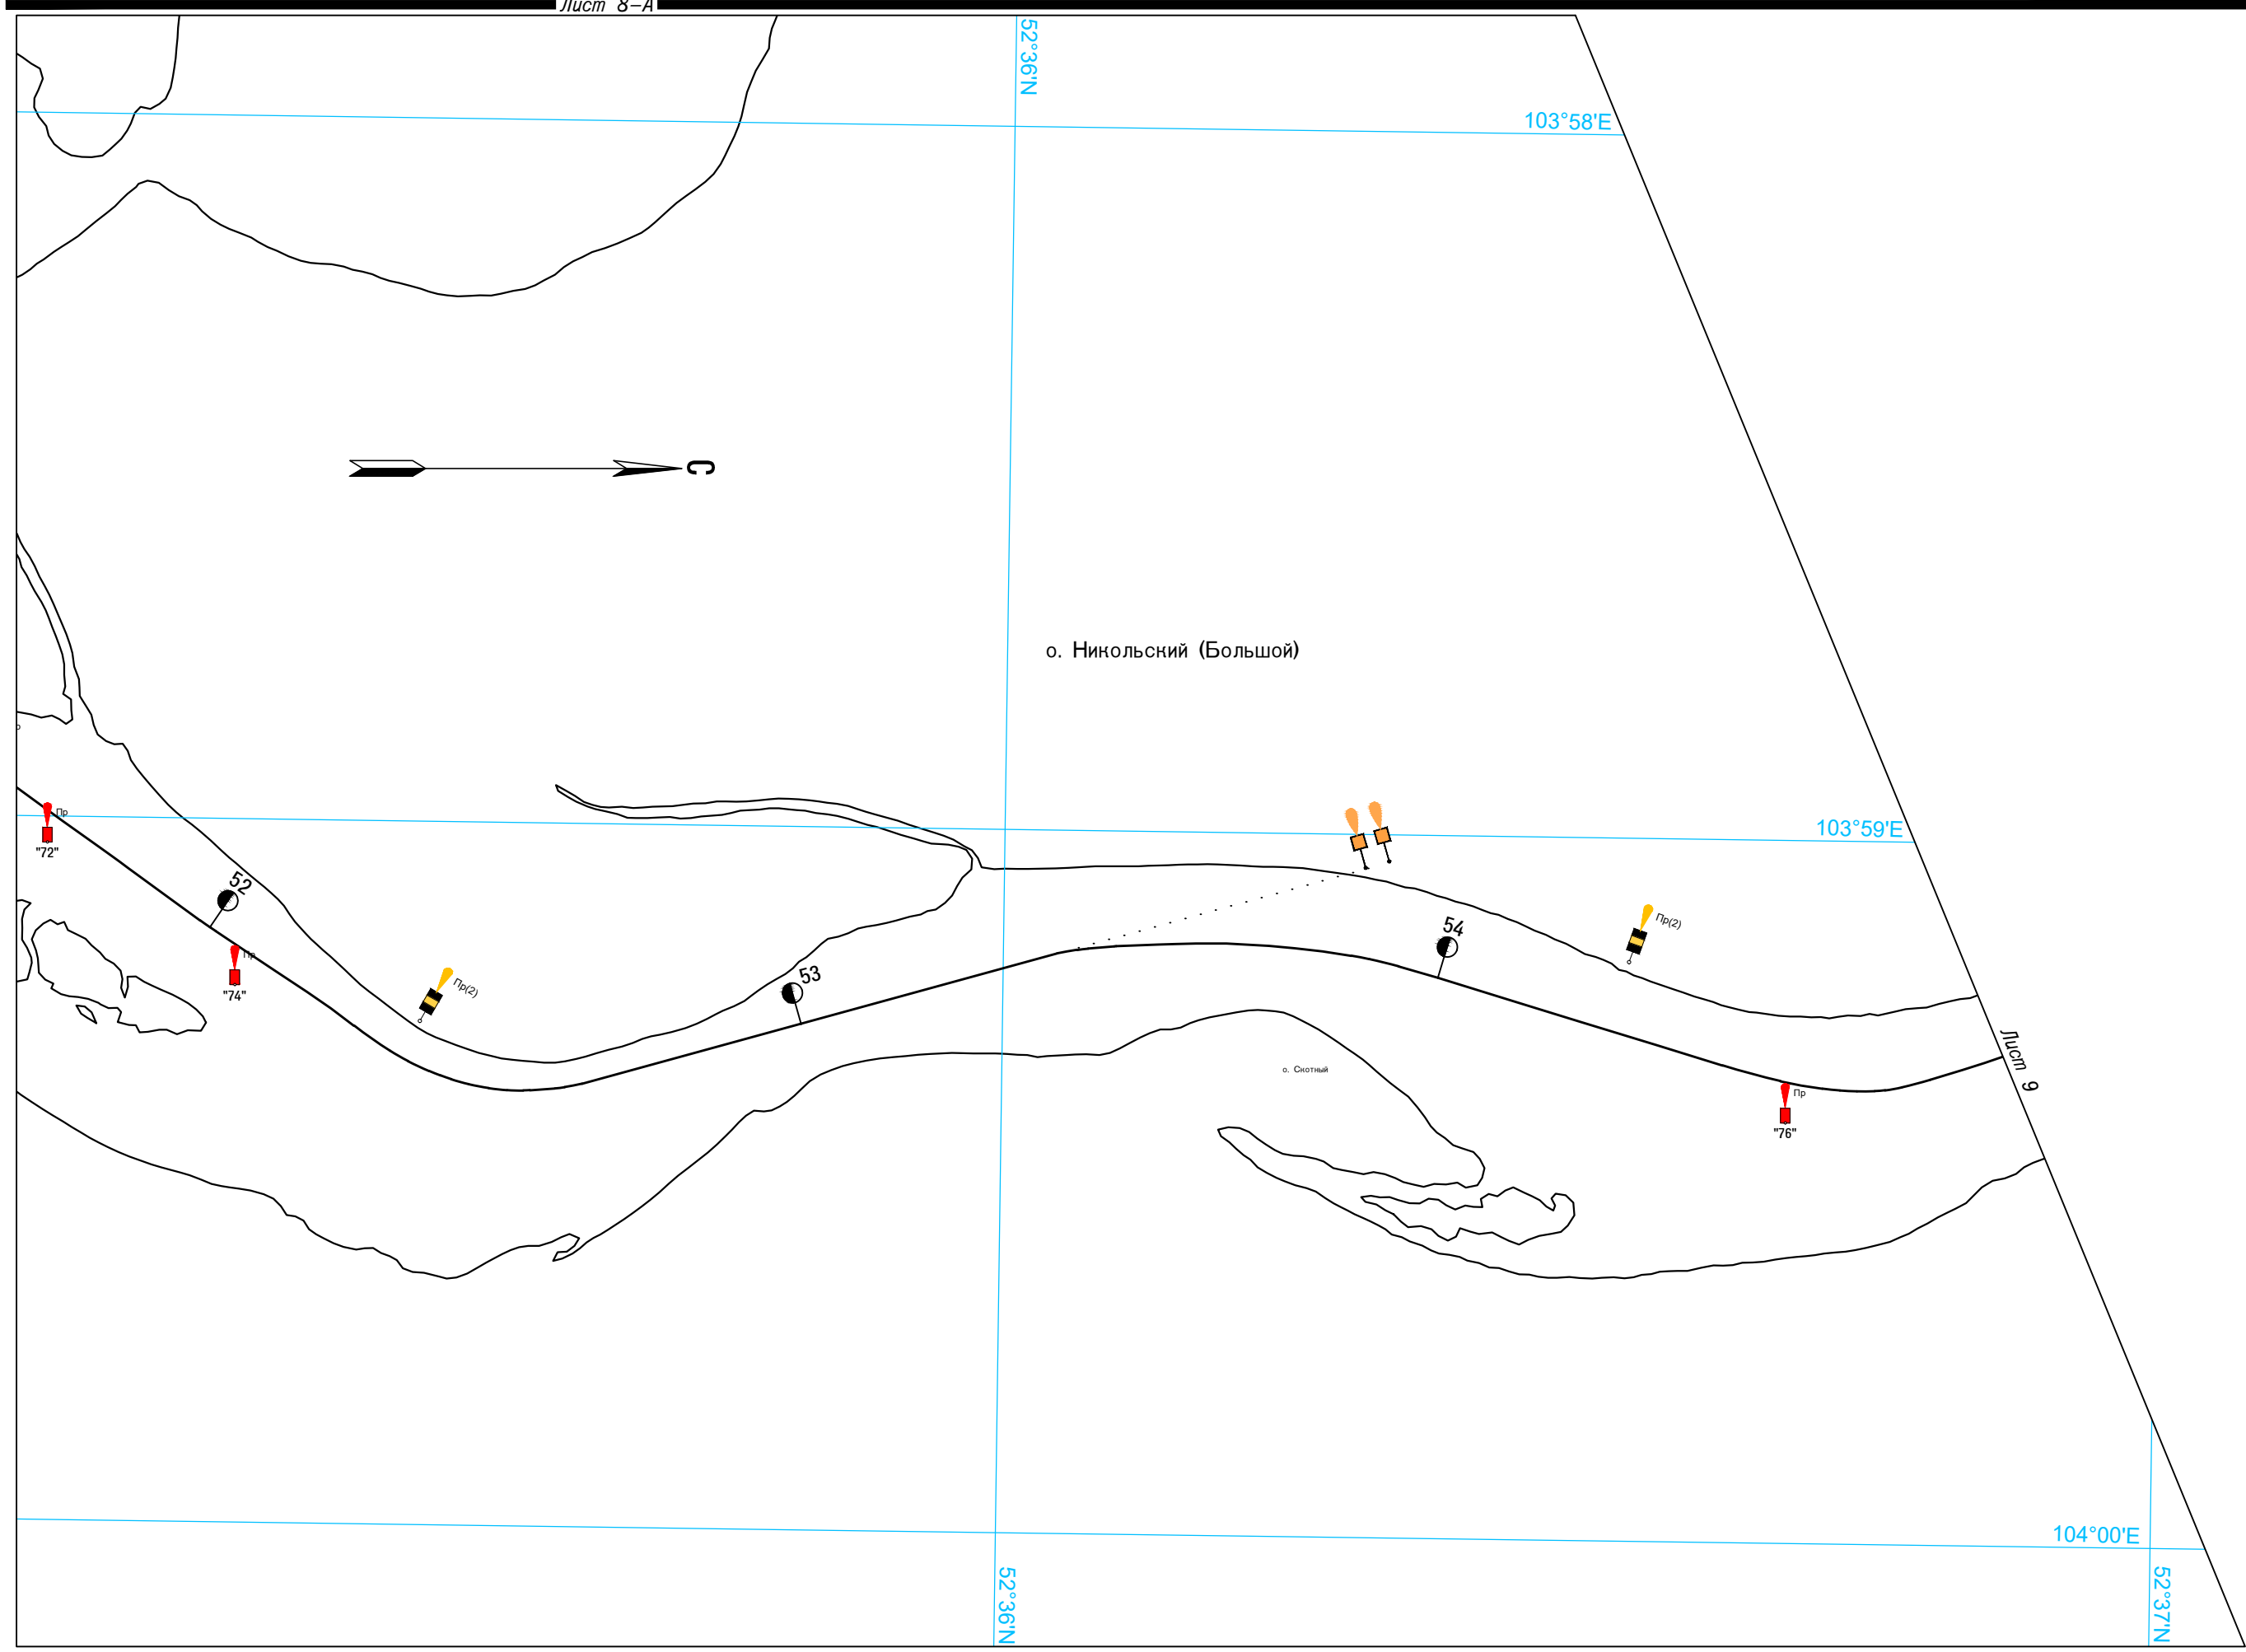 Лист 8-А
52°36'N
103°58'E
С
о. Никольский (Большой)
Пр
"72"
103°59'E
52
Пр
"74"
Пр(2)
53
54
Пр(2)
о. Скотный
Лист 9
Пр
"76"
104°00'E
52°36'N
52°37'N